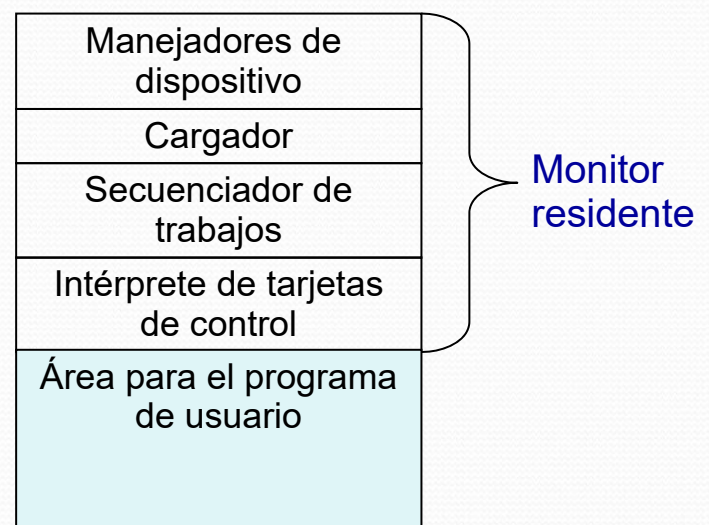 Manejadores de
dispositivo
Cargador
Secuenciador de
trabajos
Intérprete de tarjetas
de control
Área para el programa
de usuario
Monitor
residente